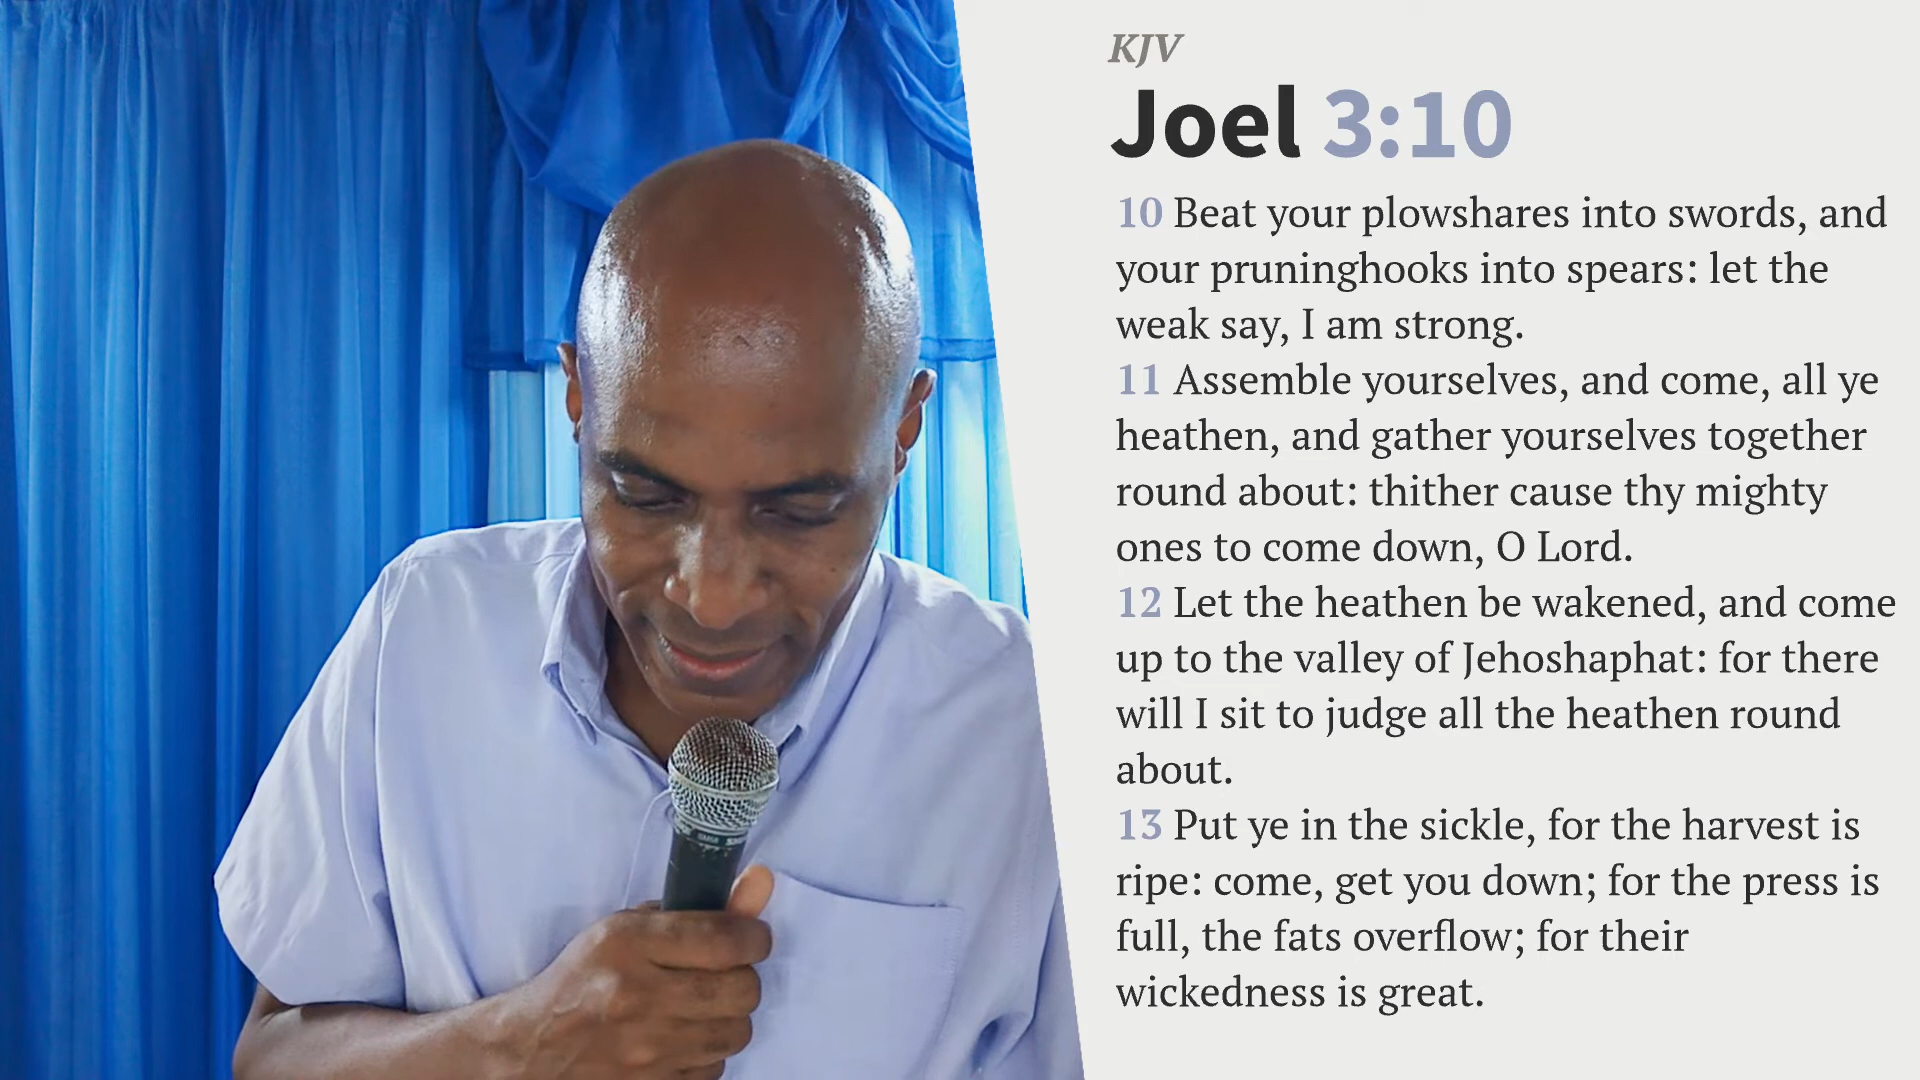 KJV
Joel 3:10
10 Beat your plowshares into swords, and
your pruninghooks into spears: let the
weak say, I am strong.
11 Assemble yourselves, and come, all ye
heathen, and gather yourselves together
round about: thither cause thy mighty
ones to come down, O Lord.
12 Let the heathen be wakened, and come
up to the valley of Jehoshaphat: for there
will I sit to judge all the heathen round
about.
13 Put ye in the sickle, for the harvest is
ripe: come, get you down; for the press is
full, the fats overflow; for their
wickedness is great.